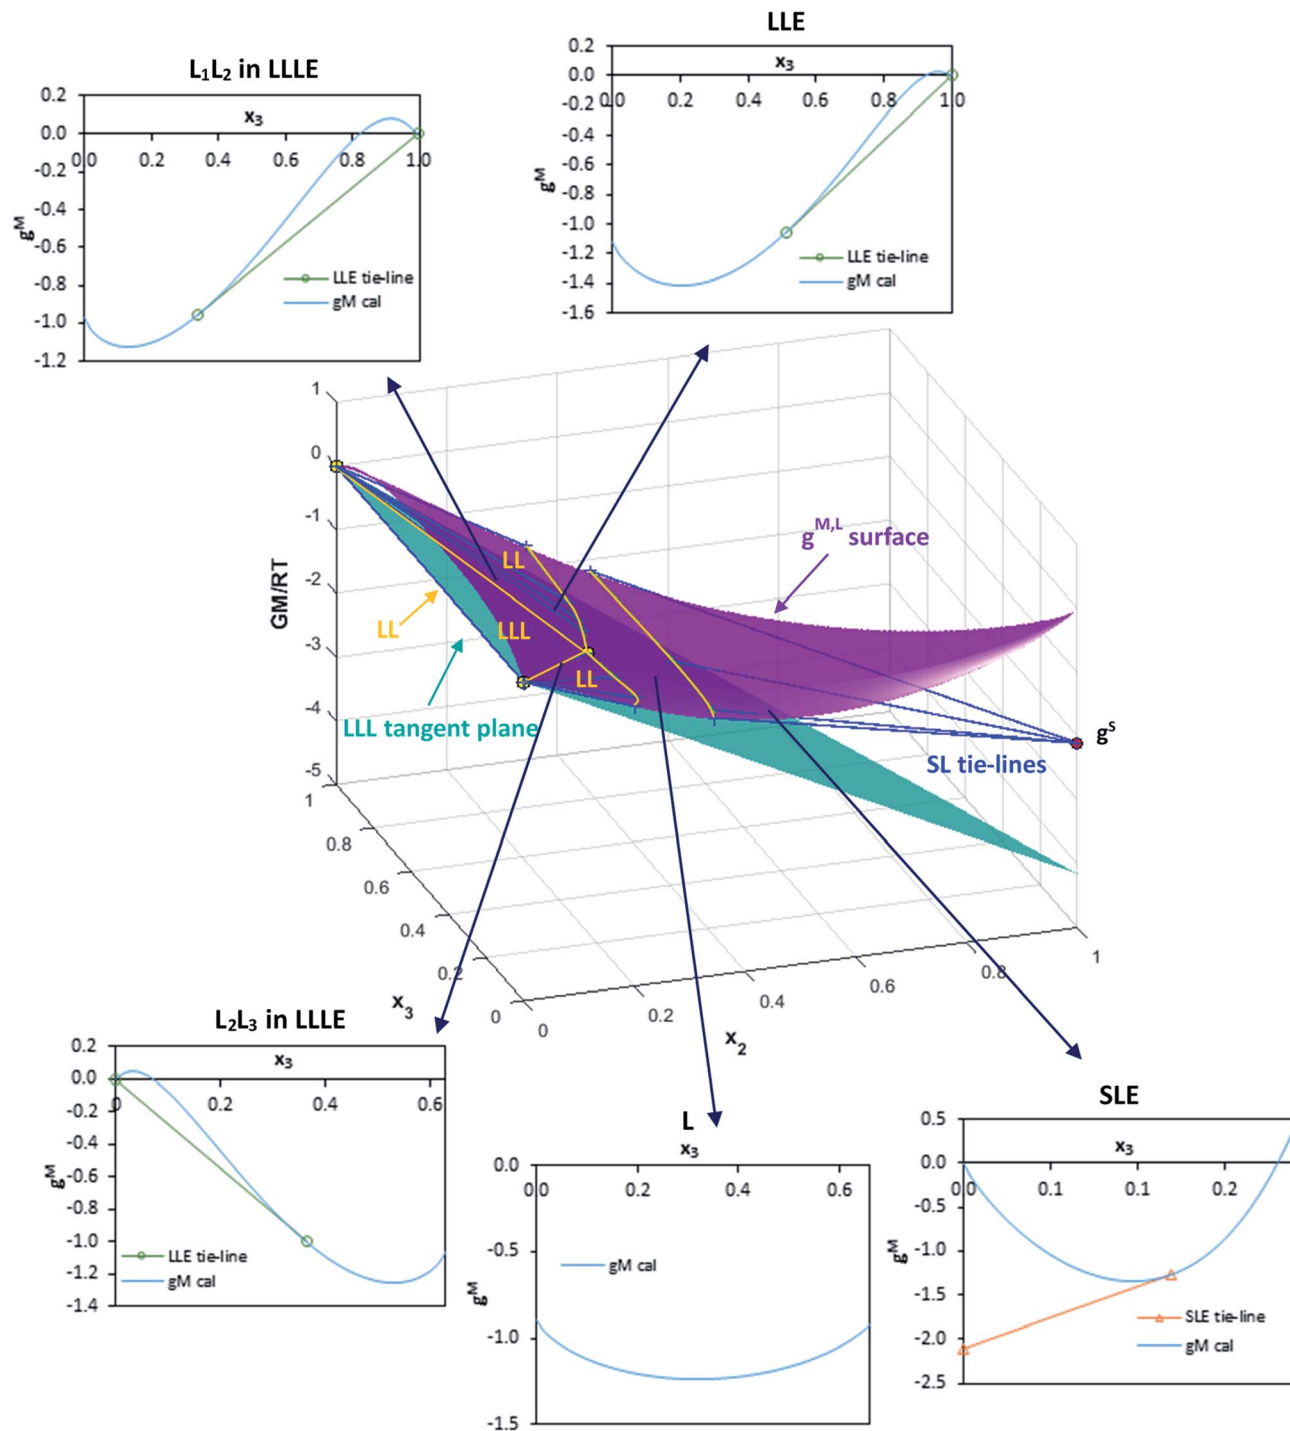 LLE
L₁L₂ in LLLE
0.2
x₃
0.0
0.0 0.2 0.4 0.6 0.8 1.0
-0.2
-0.4
-0.6
-0.8
-1.0
-1.2
gᴹ
LLE tie-line
gM cal
0.2
x₃
0.0
0.0 0.2 0.4 0.6 0.8 1.0
-0.2
-0.4
-0.6
-0.8
-1.0
-1.2
-1.4
-1.6
gᴹ
LLE tie-line
gM cal
1
0
-1
-2
-3
-4
-5
GM/RT
1
0.8
0.6
0.4
0.2
0
x₃
0
0.2
0.4
0.6
0.8
1
x₂
LL
gᴹ,ᴸ surface
LL
LLL
LL
LLL tangent plane
gˢ
SL tie-lines
L₂L₃ in LLLE
0.2
x₃
0.0
0 0.2 0.4 0.6
-0.2
-0.4
-0.6
-0.8
-1.0
-1.2
-1.4
gᴹ
LLE tie-line
gM cal
L
x₃
0.0
0.0 0.2 0.4 0.6
-0.5
-1.0
-1.5
gᴹ
gM cal
SLE
0.5
x₃
0.0
0.0 0.1 0.1 0.2
-0.5
-1.0
-1.5
-2.0
-2.5
gᴹ
SLE tie-line
gM cal